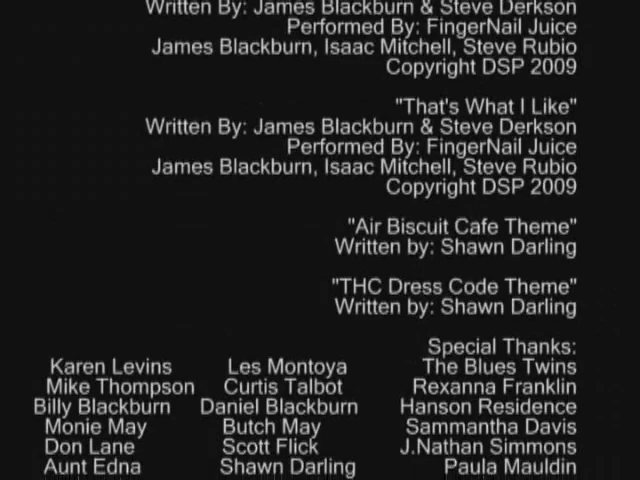 Written By: James Blackburn & Steve Derkson
Performed By: FingerNail Juice
James Blackburn, Isaac Mitchell, Steve Rubio
Copyright DSP 2009
"That's What I Like"
Written By: James Blackburn & Steve Derkson
Performed By: FingerNail Juice
James Blackburn, Isaac Mitchell, Steve Rubio
Copyright DSP 2009
"Air Biscuit Cafe Theme"
Written by: Shawn Darling
"THC Dress Code Theme"
Written by: Shawn Darling
Special Thanks:
Karen Levins Les Montoya The Blues Twins
Mike Thompson Curtis Talbot Rexanna Franklin
Billy Blackburn Daniel Blackburn Hanson Residence
Monie May Butch May Sammantha Davis
Don Lane Scott Flick J.Nathan Simmons
Aunt Edna Shawn Darling Paula Mauldin